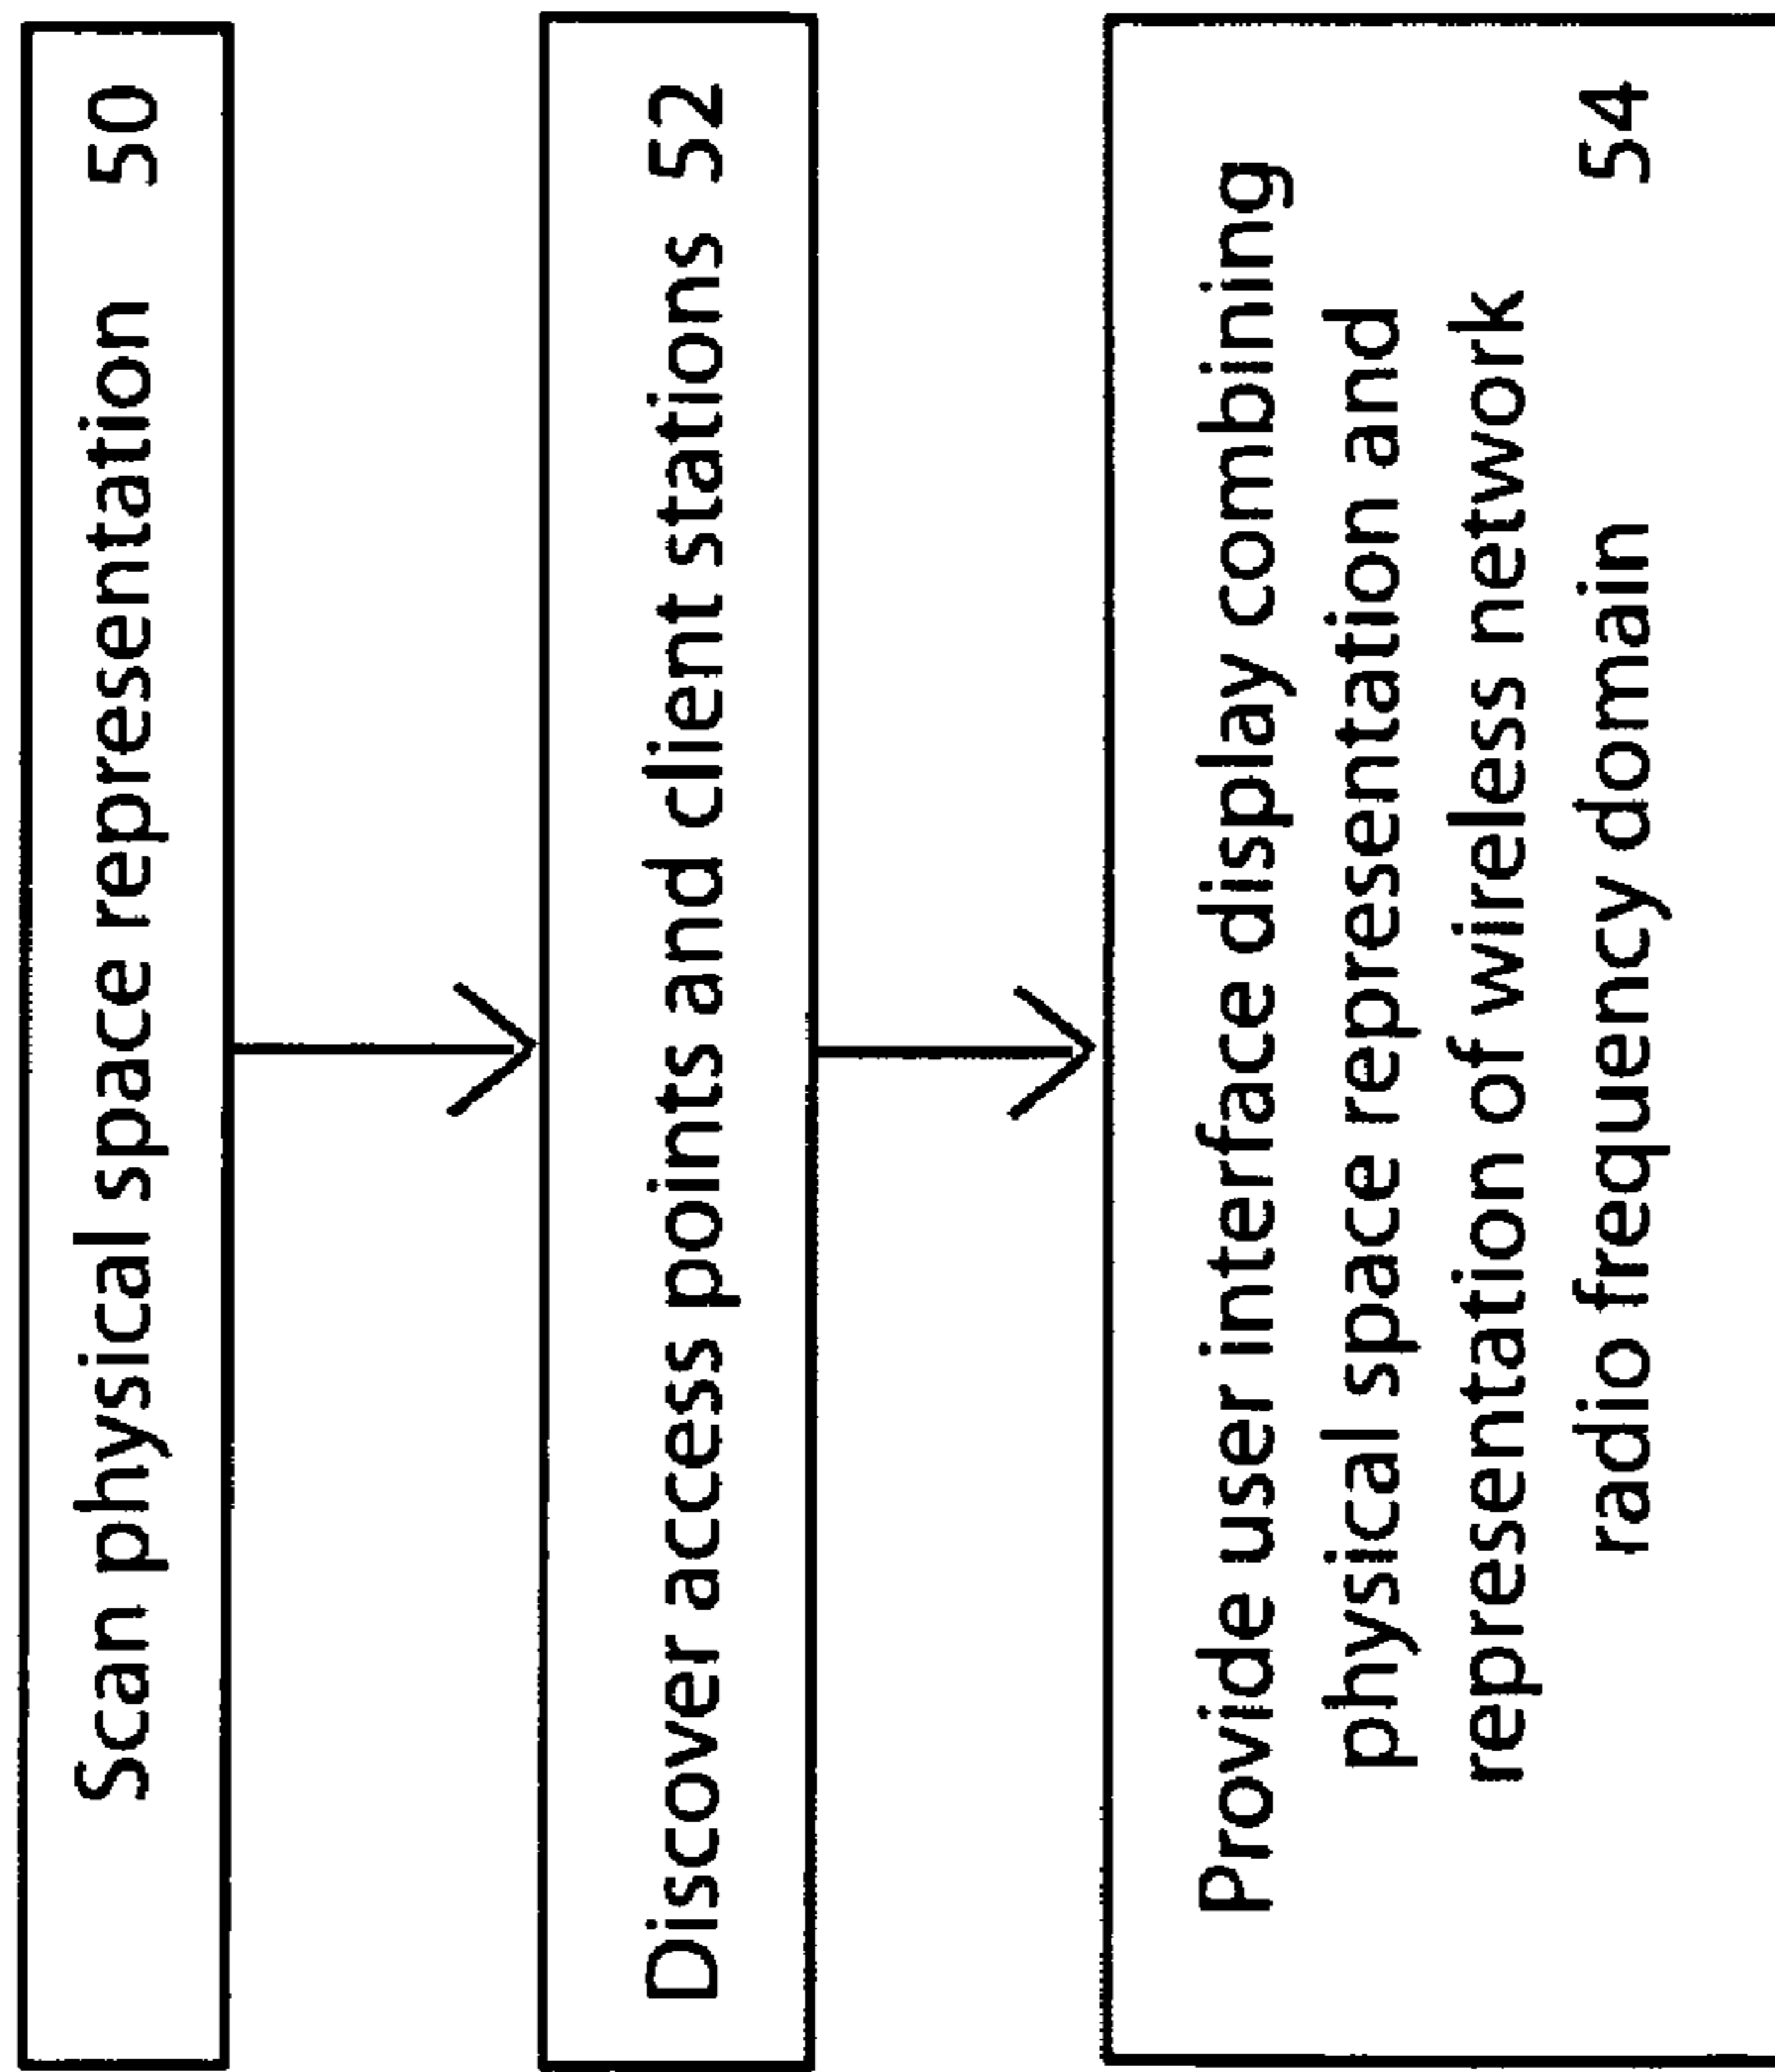 Scan physical space representation 50
Discover access points and client stations 52
Provide user interface display combining
physical space representation and
representation of wireless network
radio frequency domain 54